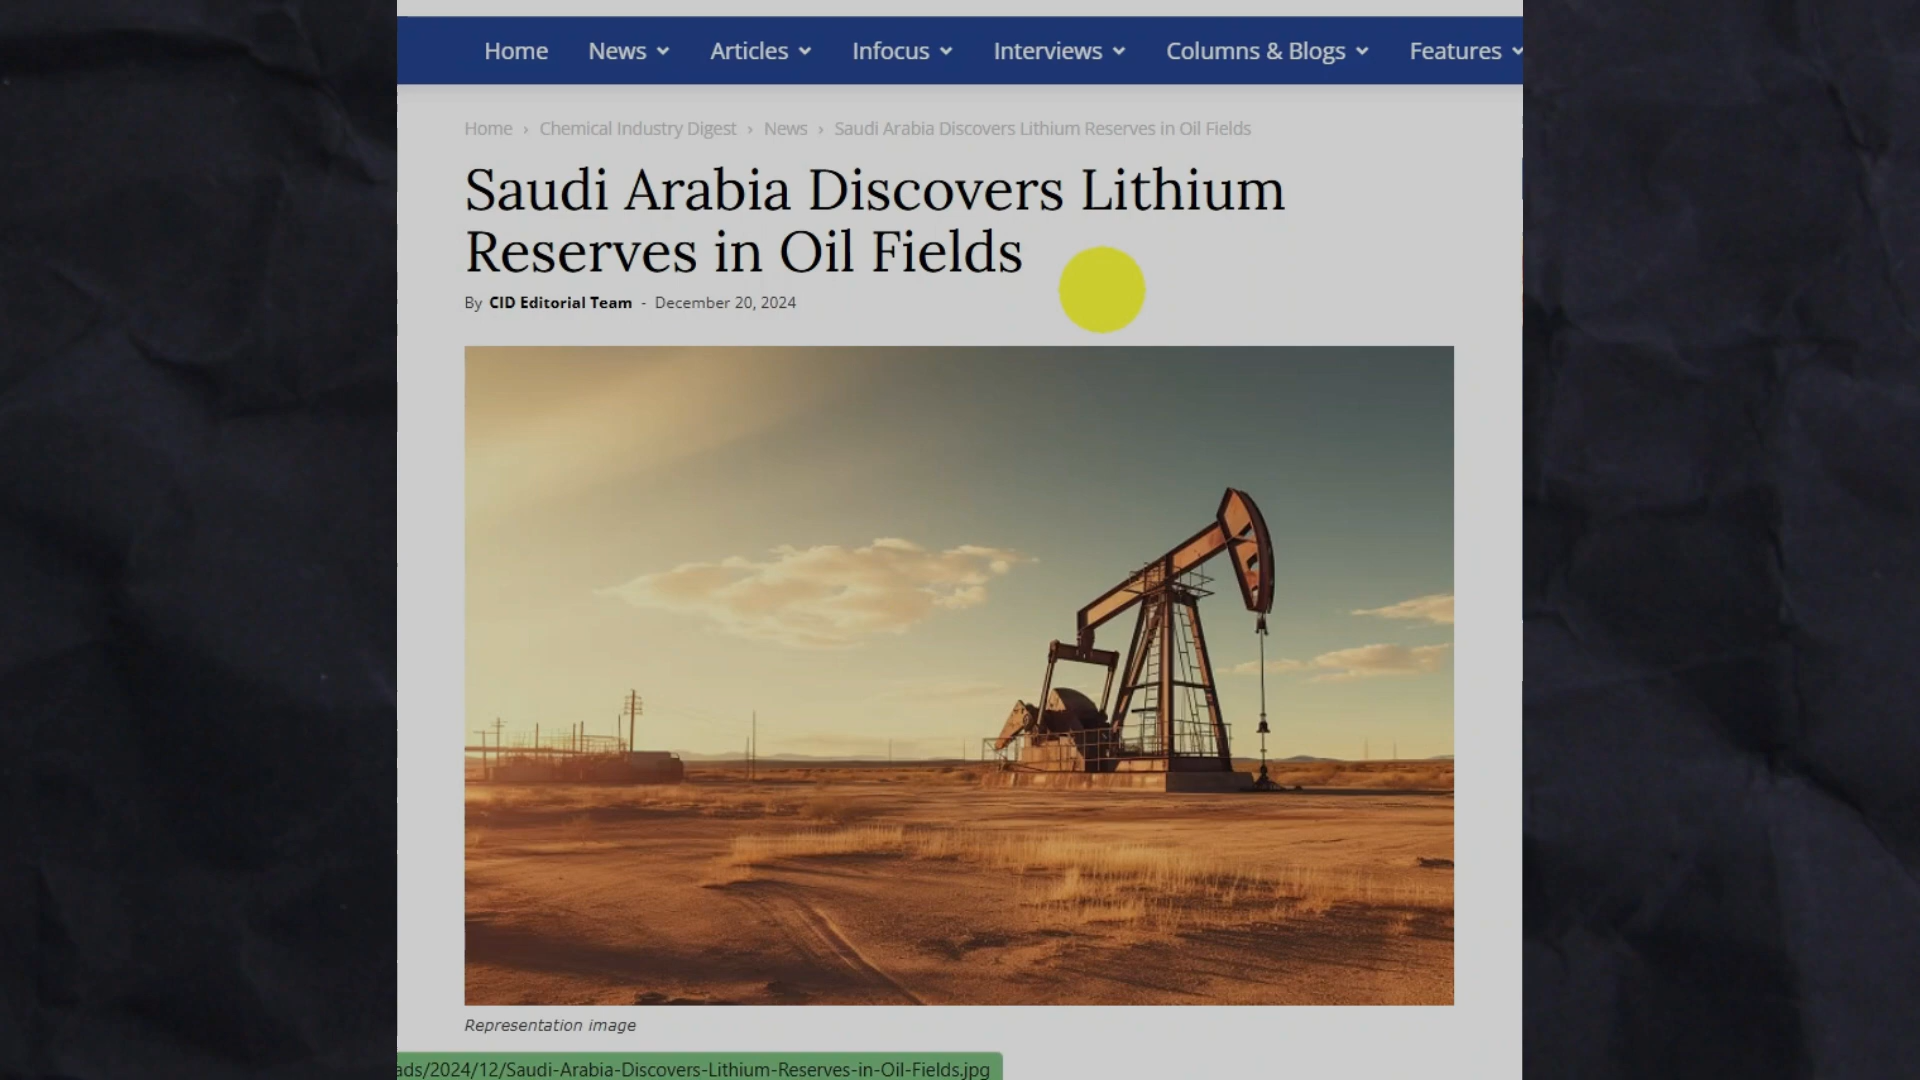 Home News Articles Infocus Interviews Columns & Blogs Features
Home › Chemical Industry Digest › News › Saudi Arabia Discovers Lithium Reserves in Oil Fields
Saudi Arabia Discovers Lithium
Reserves in Oil Fields
By CID Editorial Team - December 20, 2024
Representation image
ads/2024/12/Saudi-Arabia-Discovers-Lithium-Reserves-in-Oil-Fields.jpg